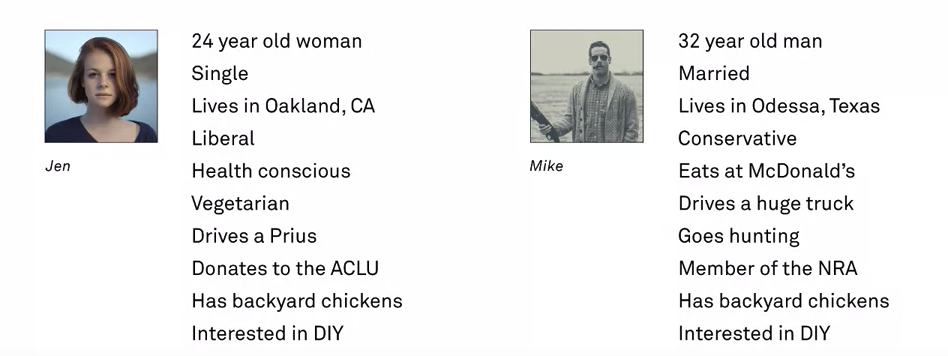 24 year old woman
Single
Lives in Oakland, CA
Liberal
Health conscious
Vegetarian
Drives a Prius
Donates to the ACLU
Has backyard chickens
Interested in DIY
Jen
32 year old man
Married
Lives in Odessa, Texas
Conservative
Eats at McDonald’s
Drives a huge truck
Goes hunting
Member of the NRA
Has backyard chickens
Interested in DIY
Mike